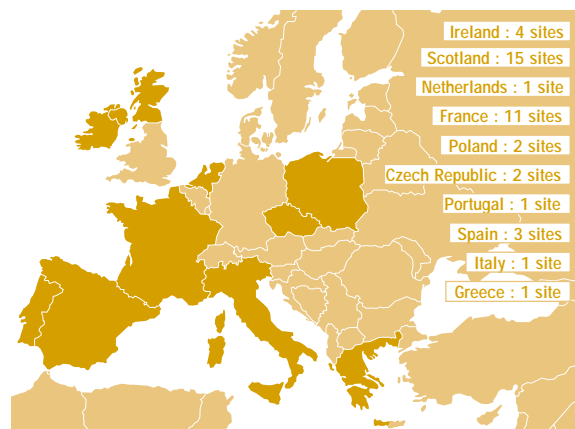 Ireland : 4 sites
Scotland : 15 sites
Netherlands : 1 site
France : 11 sites
Poland : 2 sites
Czech Republic : 2 sites
Portugal : 1 site
Spain : 3 sites
Italy : 1 site
Greece : 1 site